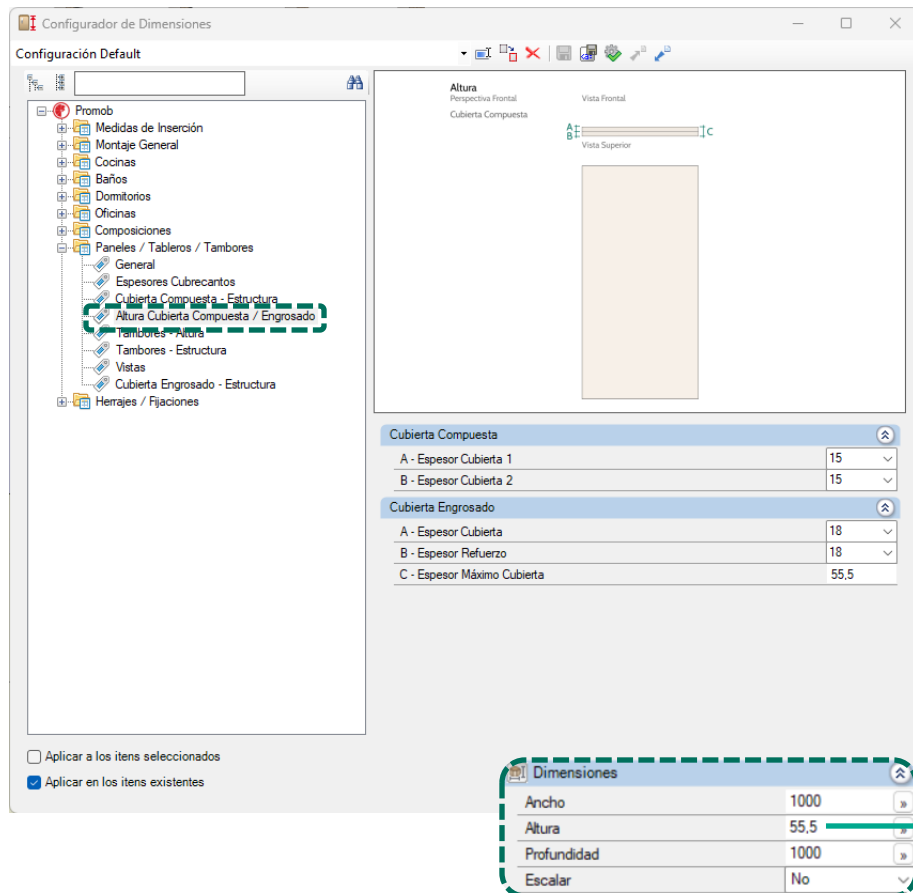 Configurador de Dimensiones
Configuración Default
Promob
Medidas de Inserción
Montaje General
Cocinas
Baños
Dormitorios
Oficinas
Composiciones
Paneles / Tableros / Tambores
General
Espesores Cubrecantos
Cubierta Compuesta - Estructura
Altura Cubierta Compuesta / Engrosado
Tambores - Altura
Tambores - Estructura
Vistas
Cubierta Engrosado - Estructura
Herrajes / Fijaciones
Aplicar a los itens seleccionados
Aplicar en los itens existentes
Altura
Perspectiva Frontal Vista Frontal
Cubierta Compuesta
A
B C
Vista Superior
Cubierta Compuesta
A - Espesor Cubierta 1 15
B - Espesor Cubierta 2 15
Cubierta Engrosado
A - Espesor Cubierta 18
B - Espesor Refuerzo 18
C - Espesor Máximo Cubierta 55,5
Dimensiones
Ancho 1000 »
Altura 55,5 »
Profundidad 1000 »
Escalar No